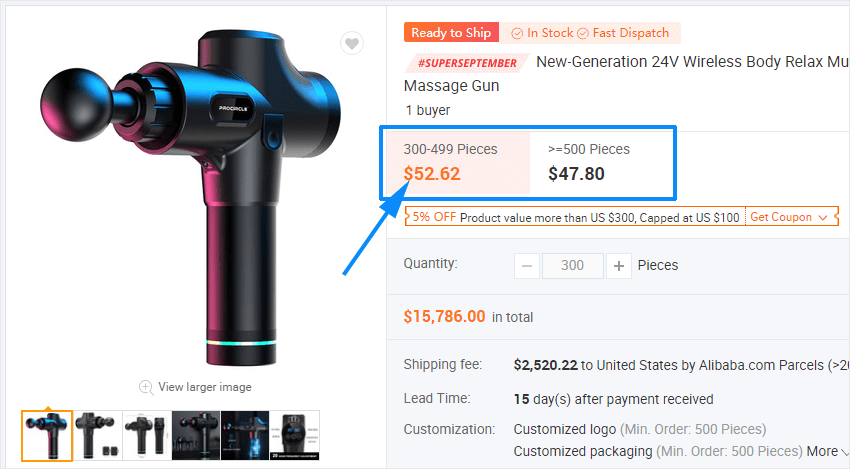 Ready to Ship In Stock Fast Dispatch
#SUPERSEPTEMBER New-Generation 24V Wireless Body Relax Mu
Massage Gun
1 buyer
PROCIRCLE
300-499 Pieces >=500 Pieces
$52.62 $47.80
5% OFF Product value more than US $300, Capped at US $100 Get Coupon
Quantity: − 300 + Pieces
$15,786.00 in total
Shipping fee: $2,520.22 to United States by Alibaba.com Parcels (>20
View larger image
Lead Time: 15 day(s) after payment received
Customization: Customized logo (Min. Order: 500 Pieces)
Customized packaging (Min. Order: 500 Pieces) More